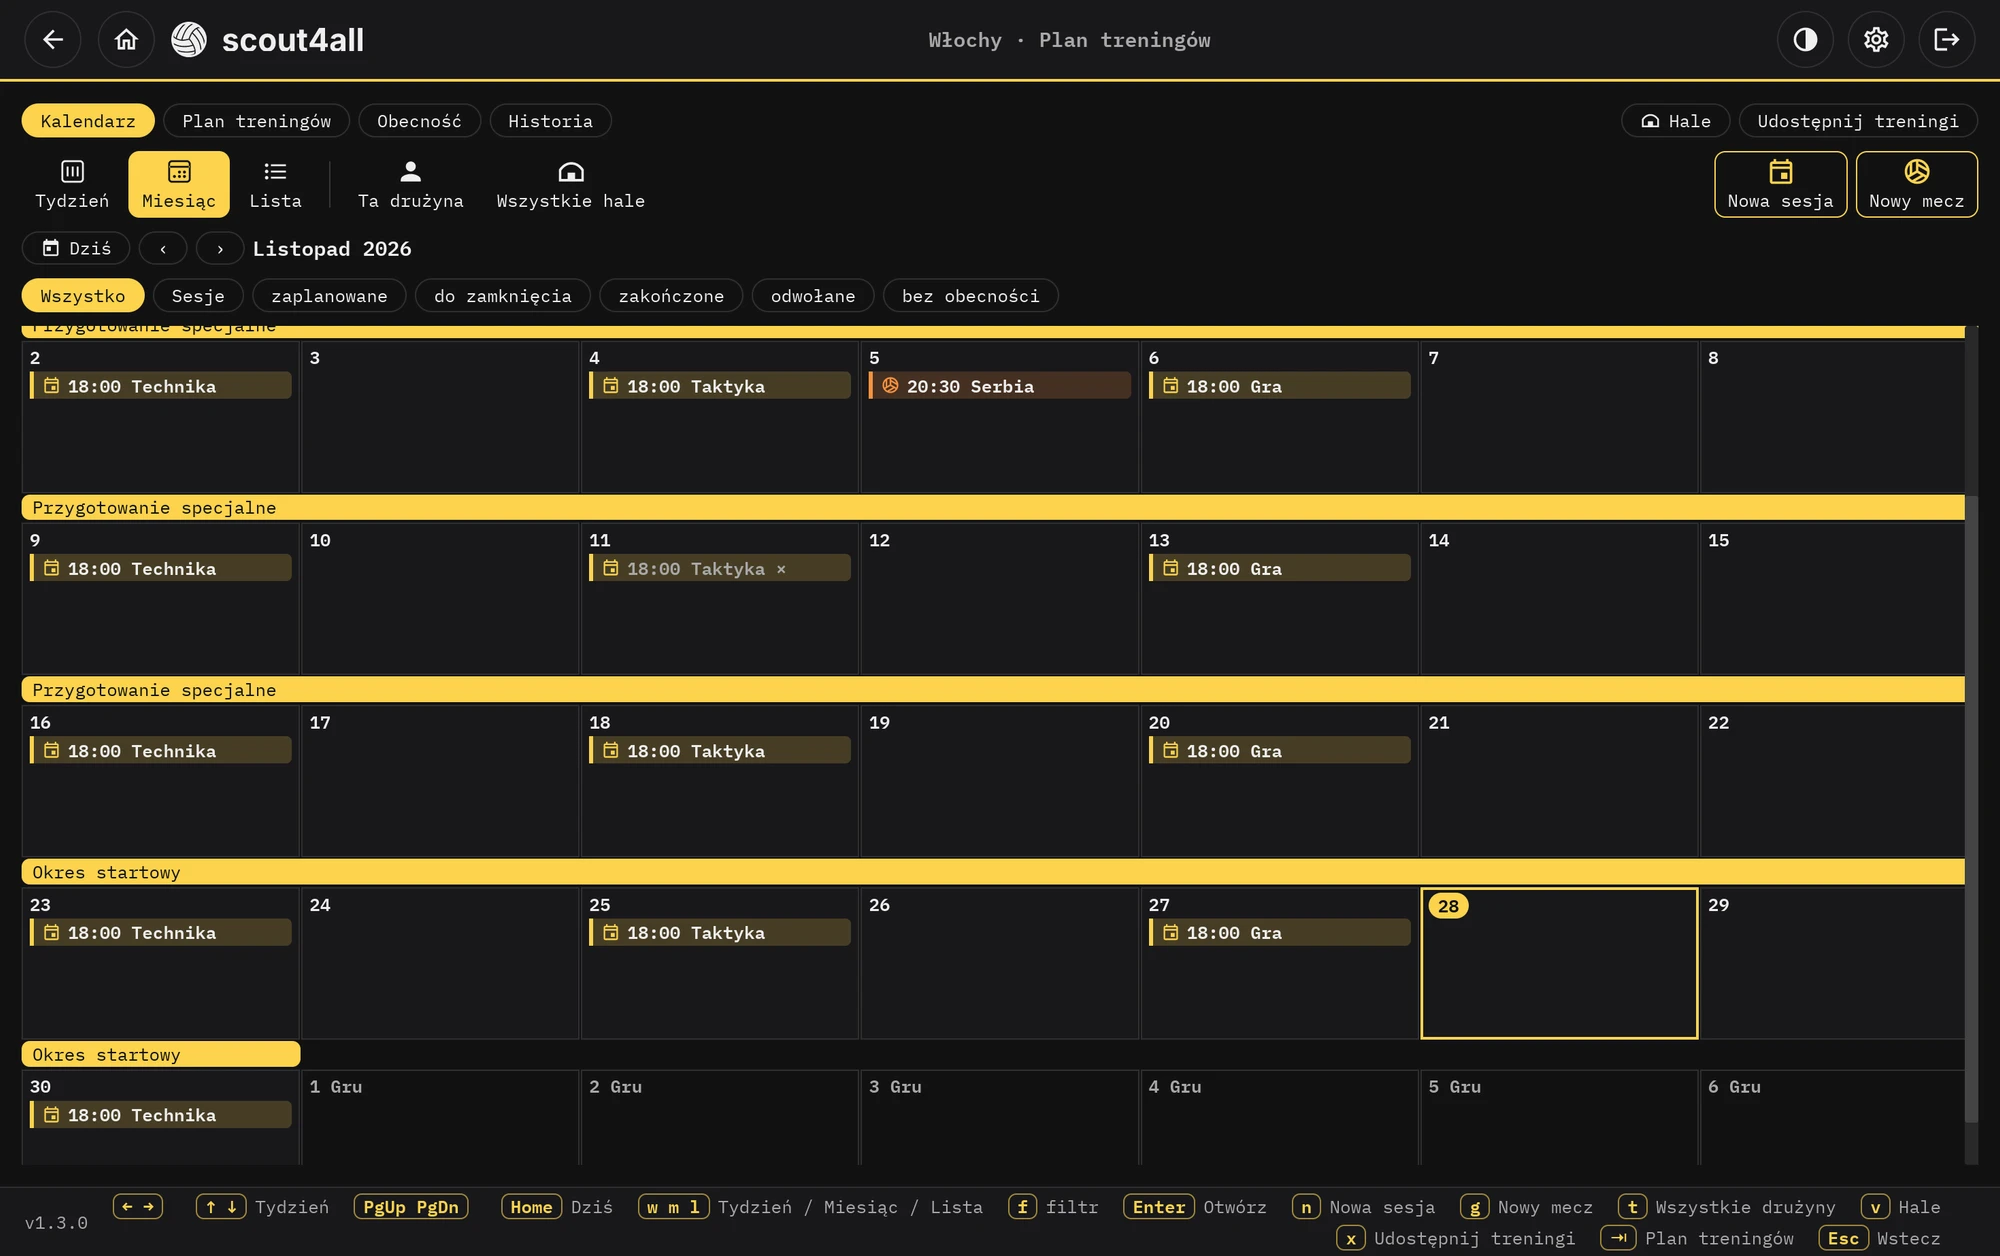 scout4all
Włochy · Plan treningów
Kalendarz Plan treningów Obecność Historia Hale Udostępnij treningi
Tydzień Miesiąc Lista Ta drużyna Wszystkie hale Nowa sesja Nowy mecz
Dziś ‹ › Listopad 2026
Wszystko Sesje zaplanowane do zamknięcia zakończone odwołane bez obecności
Przygotowanie specjalne
2 3 4 5 6 7 8
18:00 Technika 18:00 Taktyka 20:30 Serbia 18:00 Gra
Przygotowanie specjalne
9 10 11 12 13 14 15
18:00 Technika 18:00 Taktyka × 18:00 Gra
Przygotowanie specjalne
16 17 18 19 20 21 22
18:00 Technika 18:00 Taktyka 18:00 Gra
Okres startowy
23 24 25 26 27 28 29
18:00 Technika 18:00 Taktyka 18:00 Gra
Okres startowy
30 1 Gru 2 Gru 3 Gru 4 Gru 5 Gru 6 Gru
18:00 Technika
v1.3.0 ← → ↑ ↓ Tydzień PgUp PgDn Home Dziś w m l Tydzień / Miesiąc / Lista f filtr Enter Otwórz n Nowa sesja g Nowy mecz t Wszystkie drużyny v Hale
x Udostępnij treningi ⇥ Plan treningów Esc Wstecz